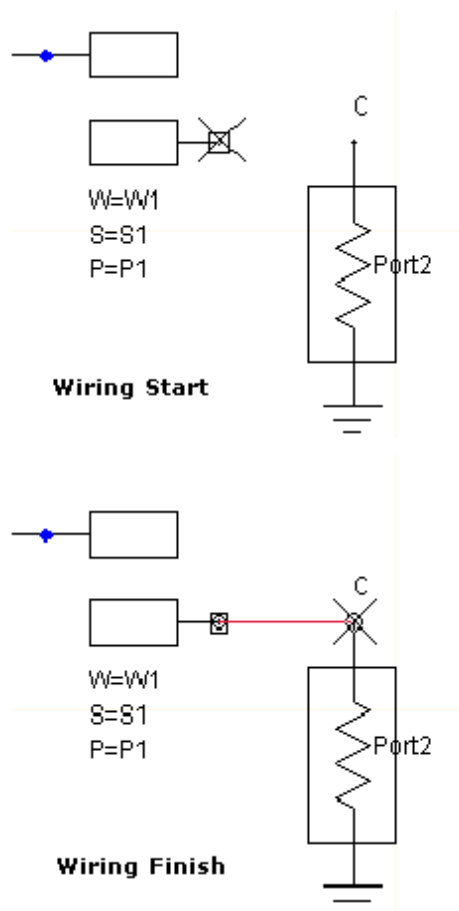 C
W=W1
S=S1
P=P1
Port2
Wiring Start
C
W=W1
S=S1
P=P1
Port2
Wiring Finish